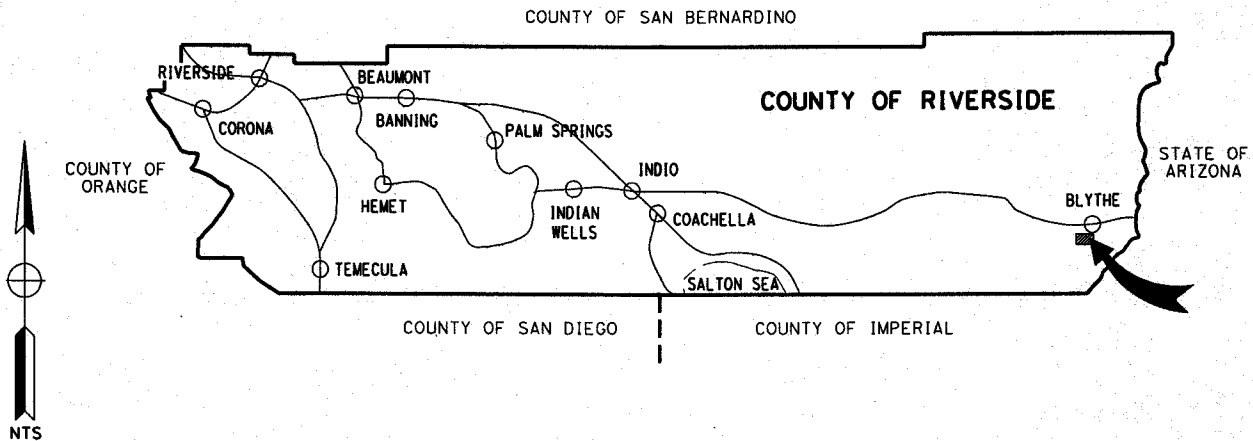 COUNTY OF SAN BERNARDINO
RIVERSIDE
BEAUMONT
COUNTY OF RIVERSIDE
CORONA
BANNING
PALM SPRINGS
COUNTY OF
ORANGE
STATE OF
ARIZONA
HEMET
INDIAN
WELLS
INDIO
COACHELLA
BLYTHE
TEMECULA
SALTON SEA
COUNTY OF SAN DIEGO
COUNTY OF IMPERIAL
NTS